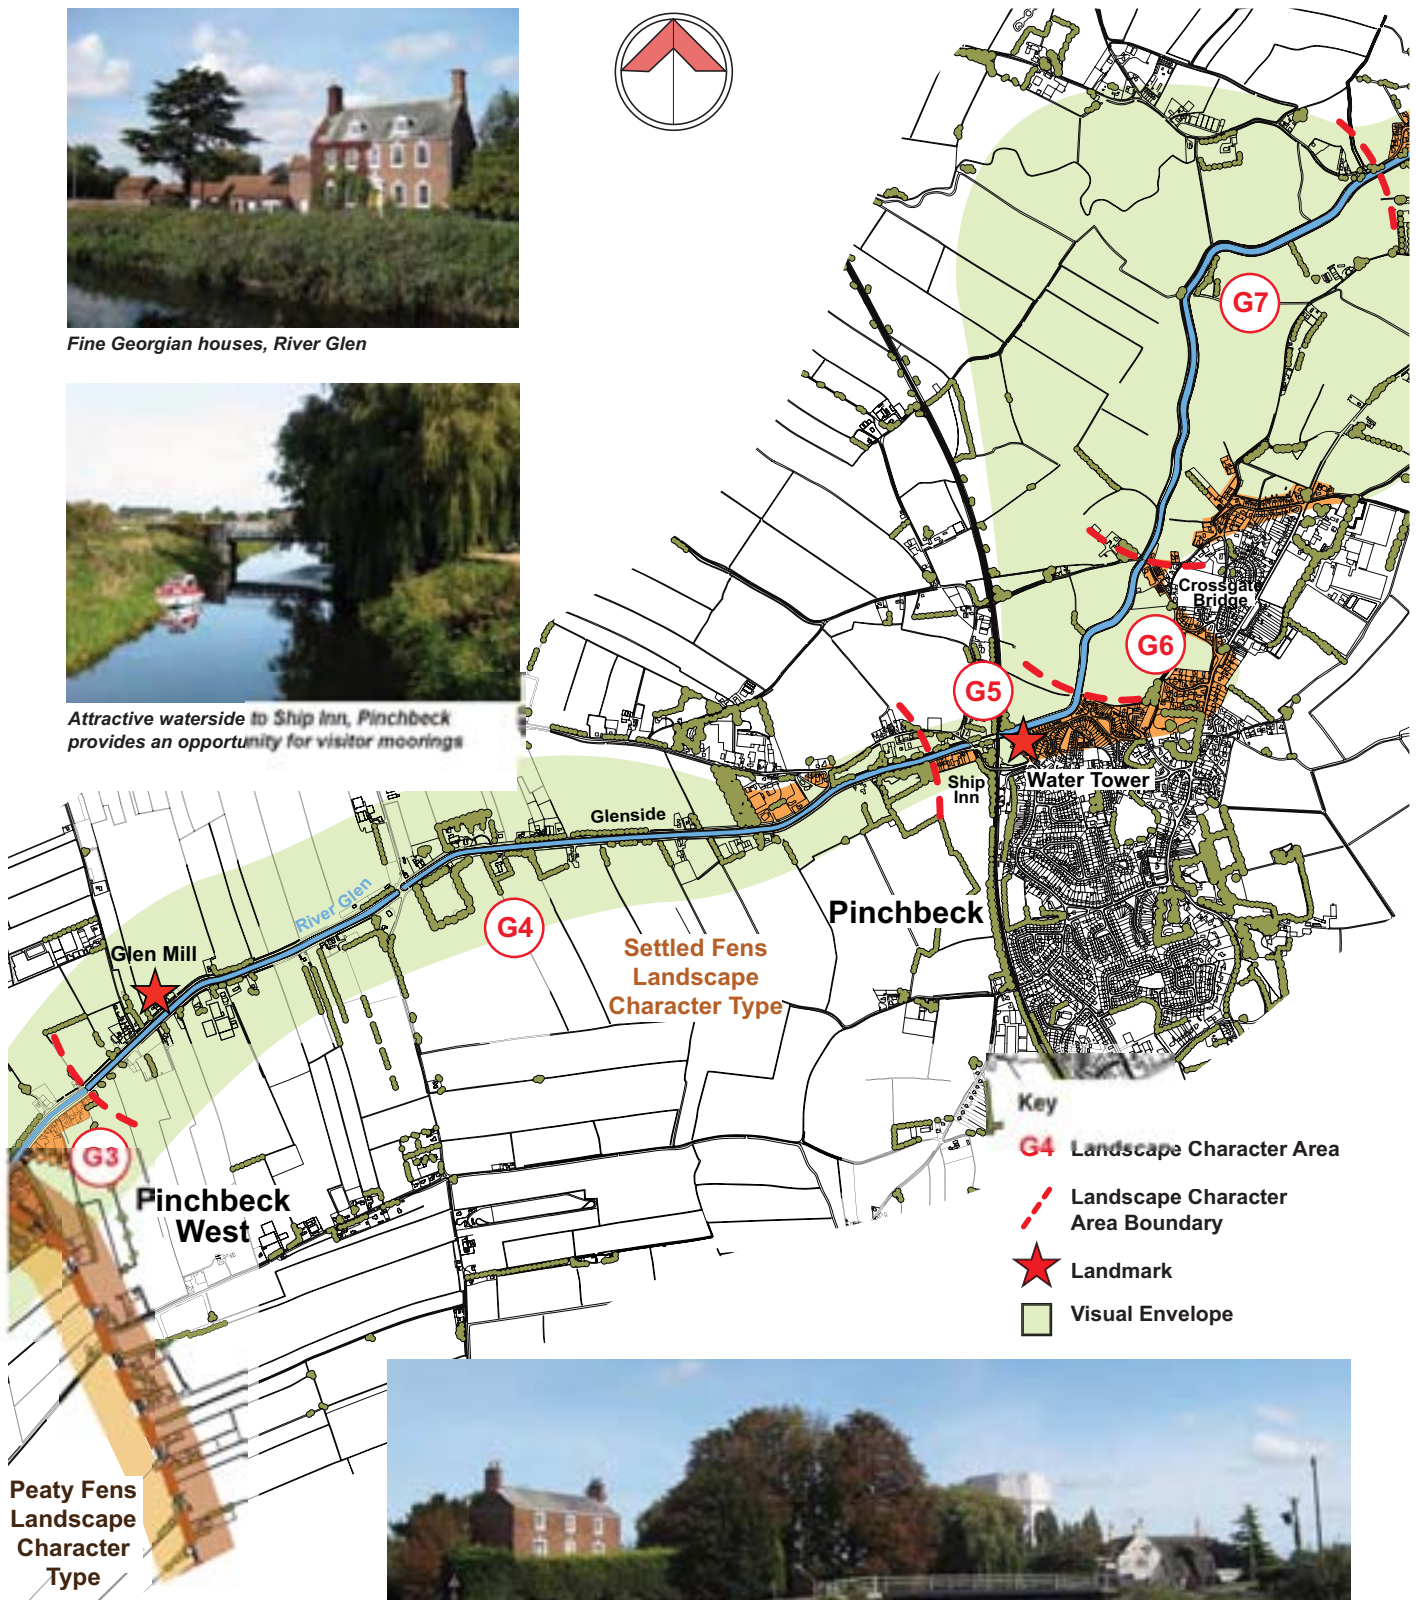 Fine Georgian houses, River Glen
Attractive waterside to Ship Inn, Pinchbeck
provides an opportunity for visitor moorings
G7
Crossgate
Bridge
G6
G5
Ship
Inn
Water Tower
Glenside
River Glen
G4
Pinchbeck
Glen Mill
Settled Fens
Landscape
Character Type
G3
Pinchbeck
West
Key
G4 Landscape Character Area
Landscape Character
Area Boundary
Landmark
Visual Envelope
Peaty Fens
Landscape
Character
Type